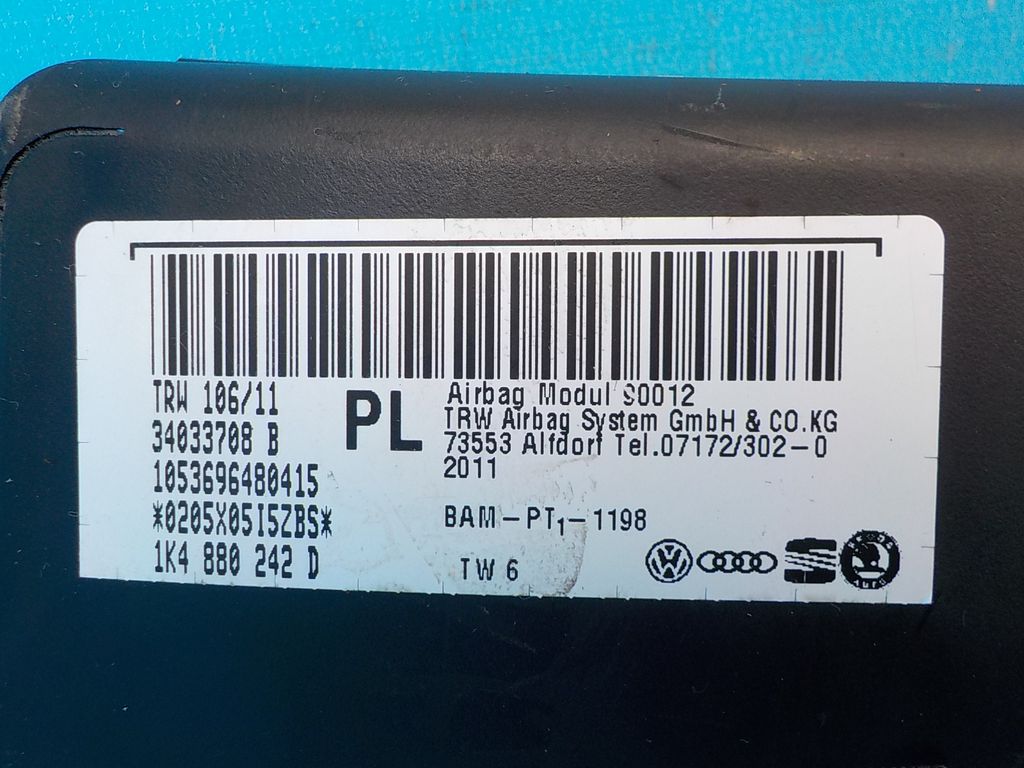 TRW 106/11
34033708 B
1053696480415
*0205X05I5ZBS*
1K4 880 242 D
PL
Airbag Modul 90012
TRW Airbag System GmbH & CO.KG
73553 Alfdorf Tel.07172/302-0
2011
BAM-PT1-1198
TW 6